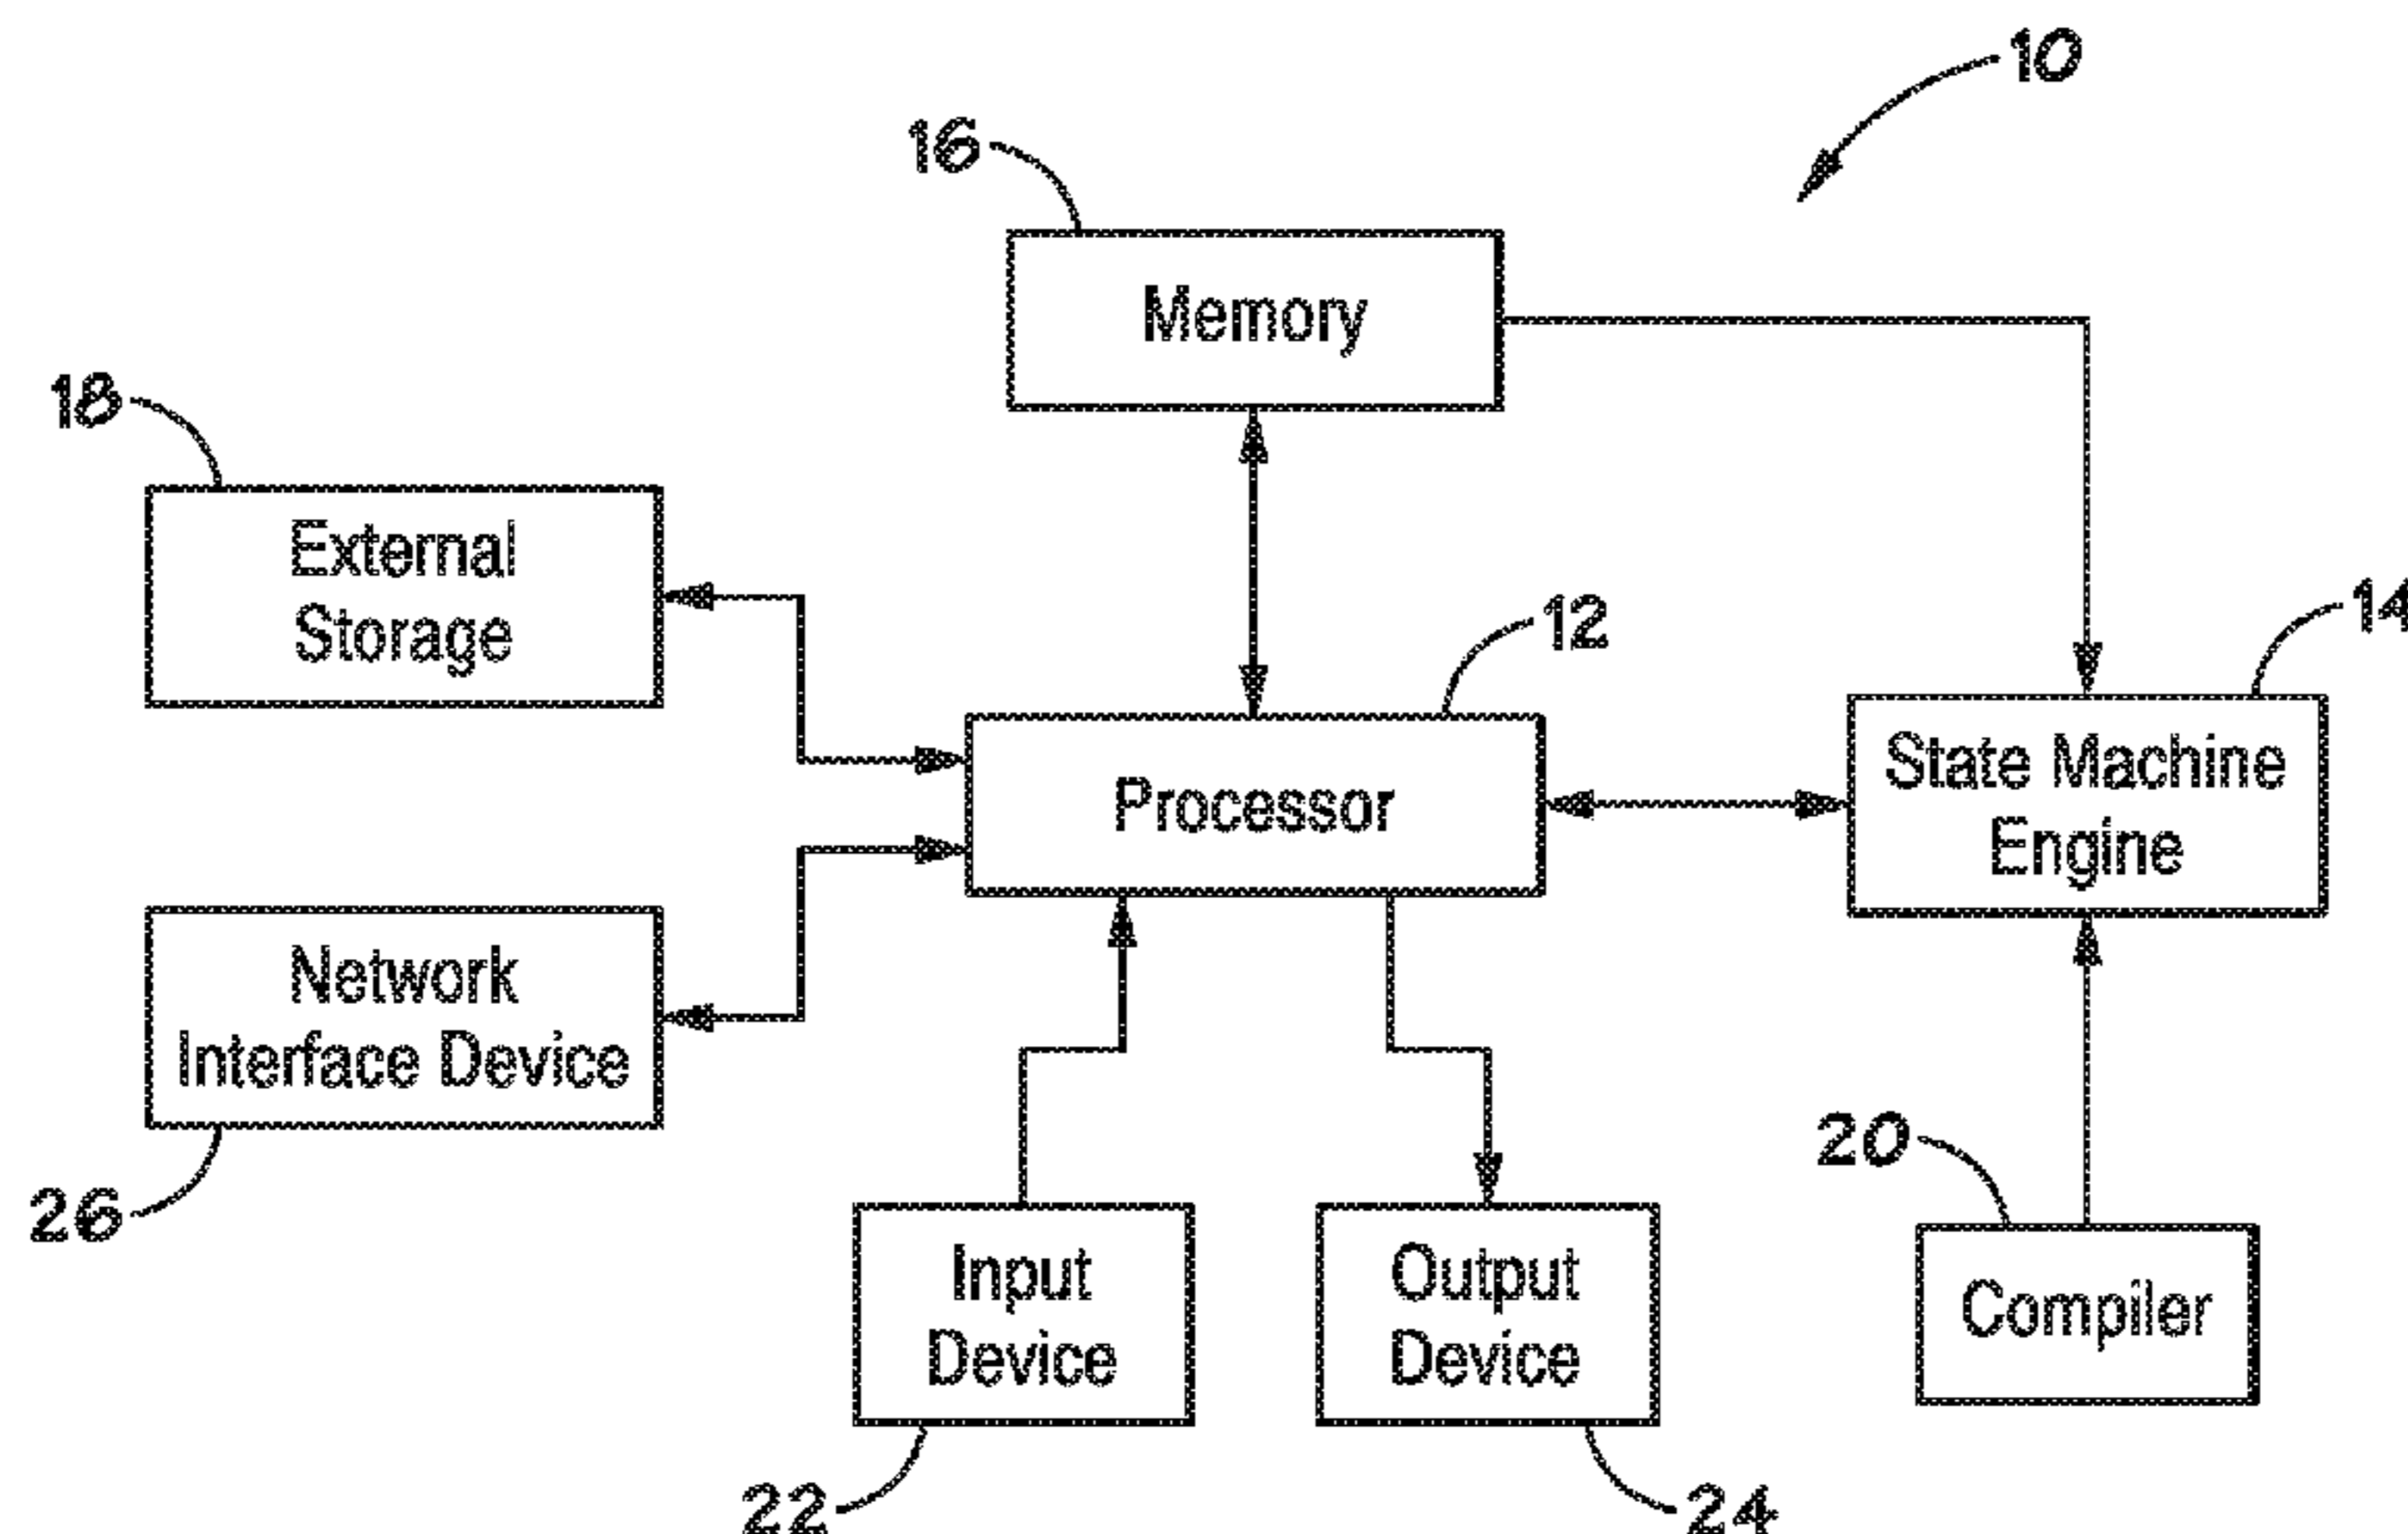 10
16
Memory
18
External
Storage
12
14
Processor
State Machine
Engine
Network
Interface Device
26
20
Input
Device
Output
Device
Compiler
22
24